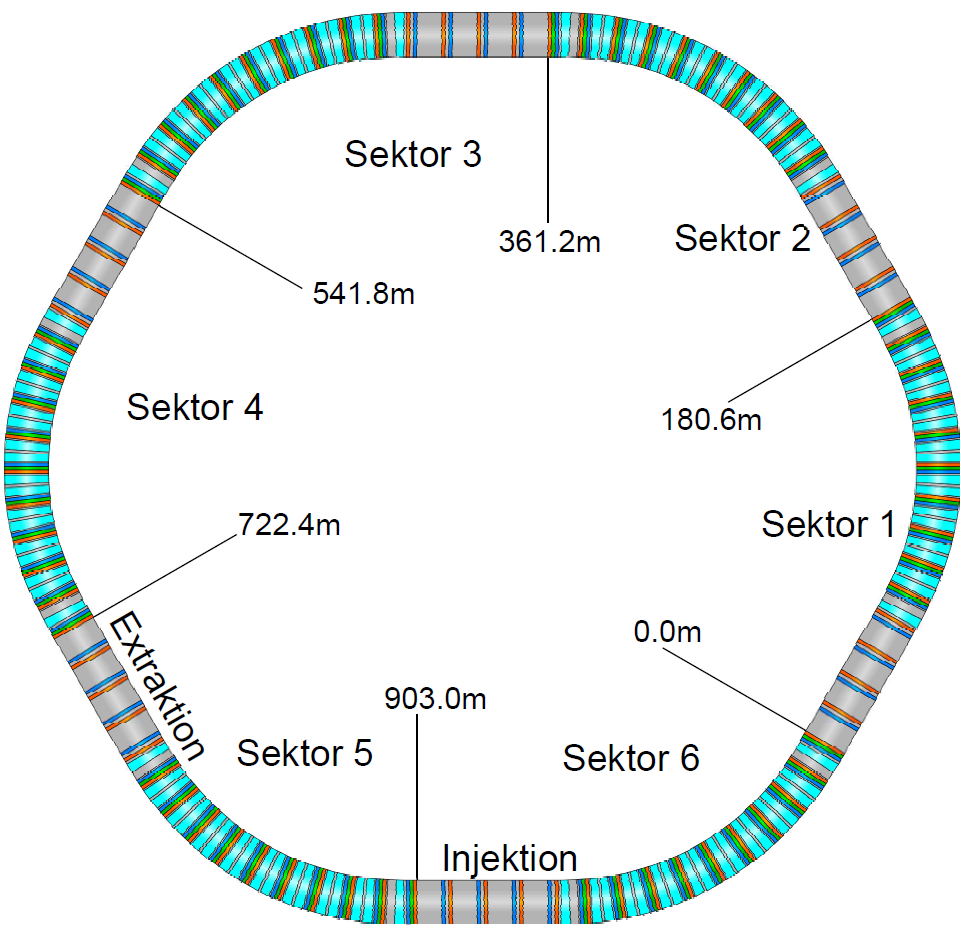 Sektor 3
361.2m
Sektor 2
541.8m
Sektor 4
180.6m
722.4m
Sektor 1
Extraktion
0.0m
903.0m
Sektor 5
Sektor 6
Injektion